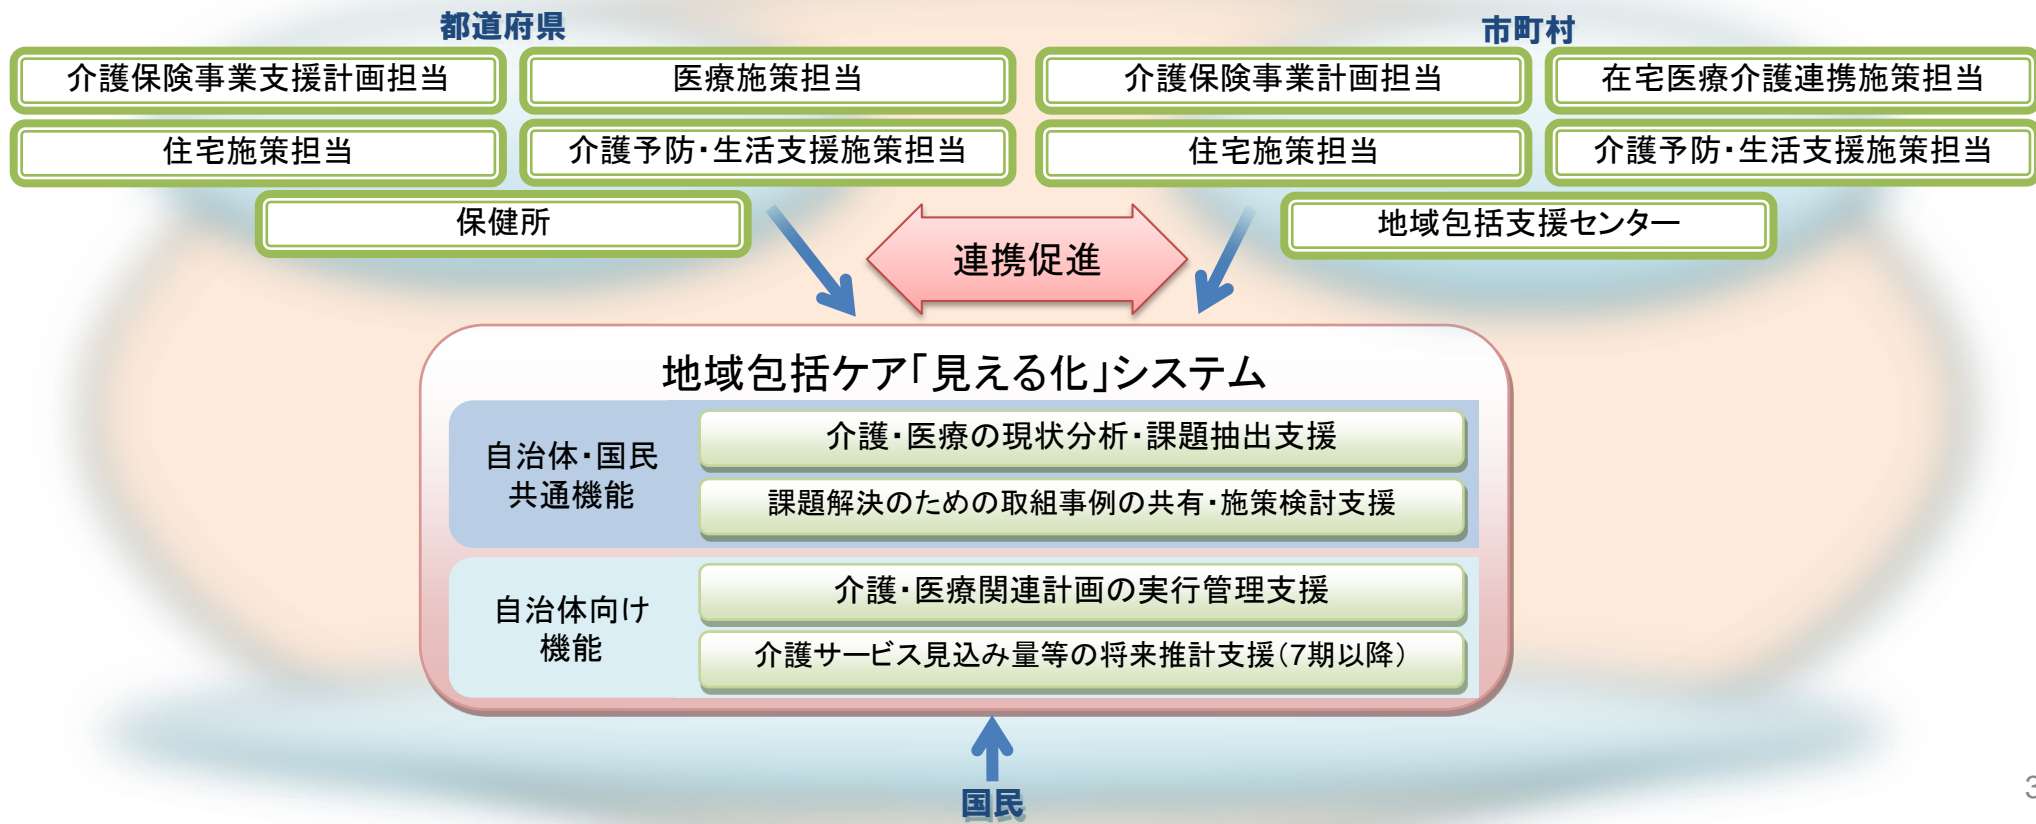 都道府県
市町村
介護保険事業支援計画担当
医療施策担当
介護保険事業計画担当
在宅医療介護連携施策担当
住宅施策担当
介護予防・生活支援施策担当
住宅施策担当
介護予防・生活支援施策担当
保健所
地域包括支援センター
連携促進
地域包括ケア「見える化」システム
自治体・国民
共通機能
介護・医療の現状分析・課題抽出支援
課題解決のための取組事例の共有・施策検討支援
自治体向け
機能
介護・医療関連計画の実行管理支援
介護サービス見込み量等の将来推計支援(7期以降)
国民
3